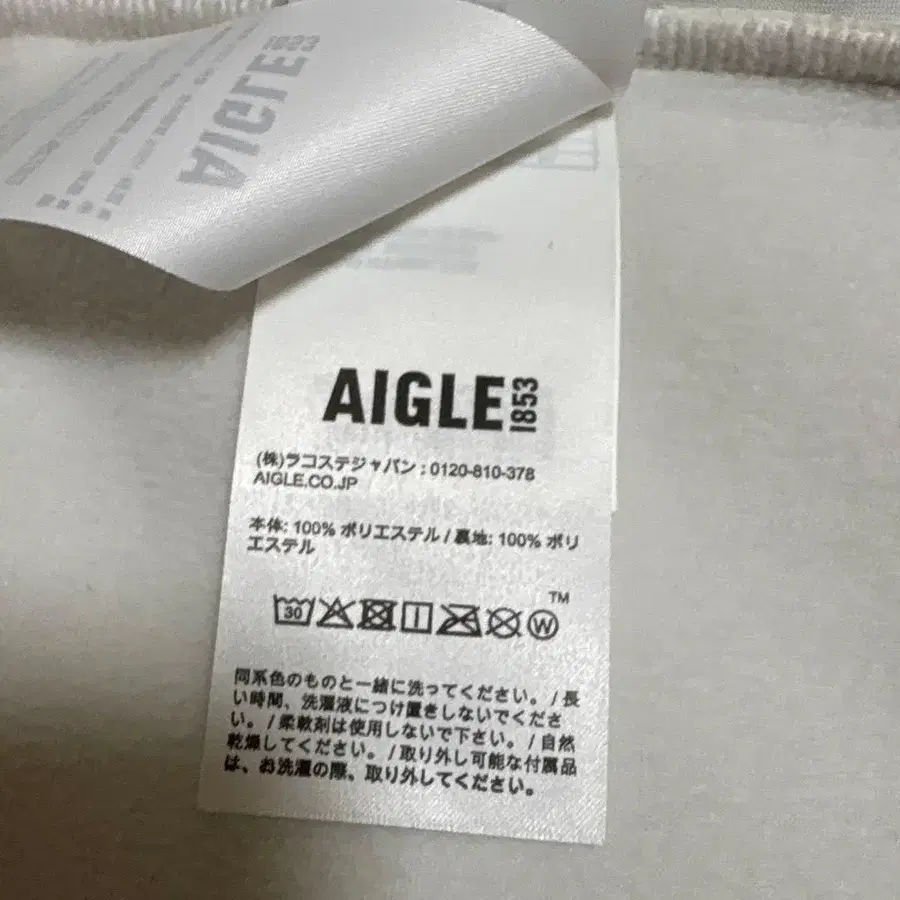 AIGLE 1853
AIGLE 1853
(株)ラコステジャパン : 0120-810-378
AIGLE.CO.JP
本体: 100% ポリエステル / 裏地: 100% ポリ
エステル
TM
30
W
同系色のものと一緒に洗ってください。/ 長
い時間、洗濯液につけ置きしないでくださ
い。/ 柔軟剤は使用しないで下さい。/ 自然
乾燥してください。/ 取り外し可能な付属品
は、お洗濯の際、取り外してください。